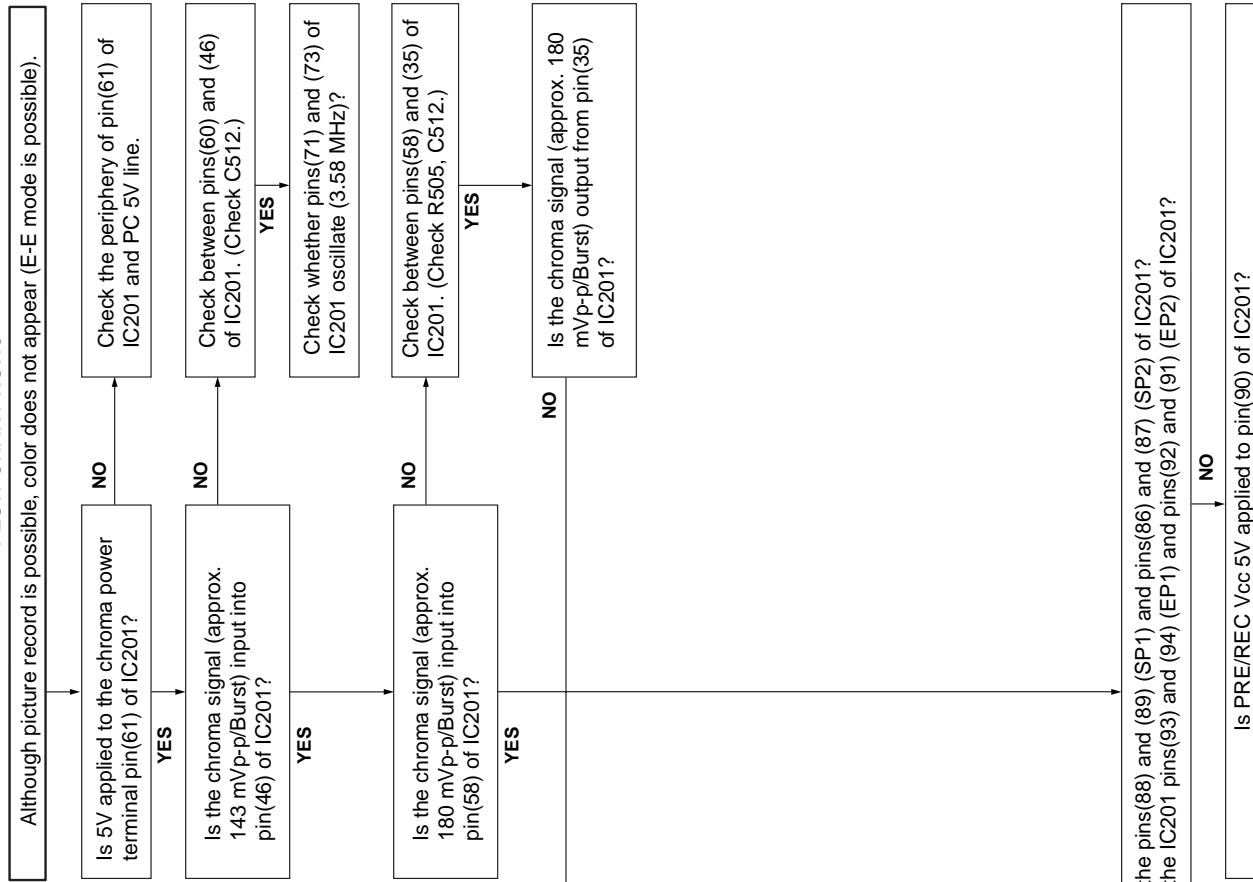 Although picture record is possible, color does not appear (E-E mode is possible).
Is 5V applied to the chroma power
terminal pin(61) of IC201?
NO
Check the periphery of pin(61) of
IC201 and PC 5V line.
YES
Is the chroma signal (approx.
143 mVp-p/Burst) input into
pin(46) of IC201?
NO
Check between pins(60) and (46)
of IC201. (Check C512.)
YES
Check whether pins(71) and (73) of
IC201 oscillate (3.58 MHz)?
YES
Is the chroma signal (approx.
180 mVp-p/Burst) input into
pin(58) of IC201?
NO
Check between pins(58) and (35) of
IC201. (Check R505, C512.)
YES
Is the chroma signal (approx. 180
mVp-p/Burst) output from pin(35)
of IC201?
NO
YES
the pins(88) and (89) (SP1) and pins(86) and (87) (SP2) of IC201?
the IC201 pins(93) and (94) (EP1) and pins(92) and (91) (EP2) of IC201?
NO
Is PRE/REC Vcc 5V applied to pin(90) of IC201?